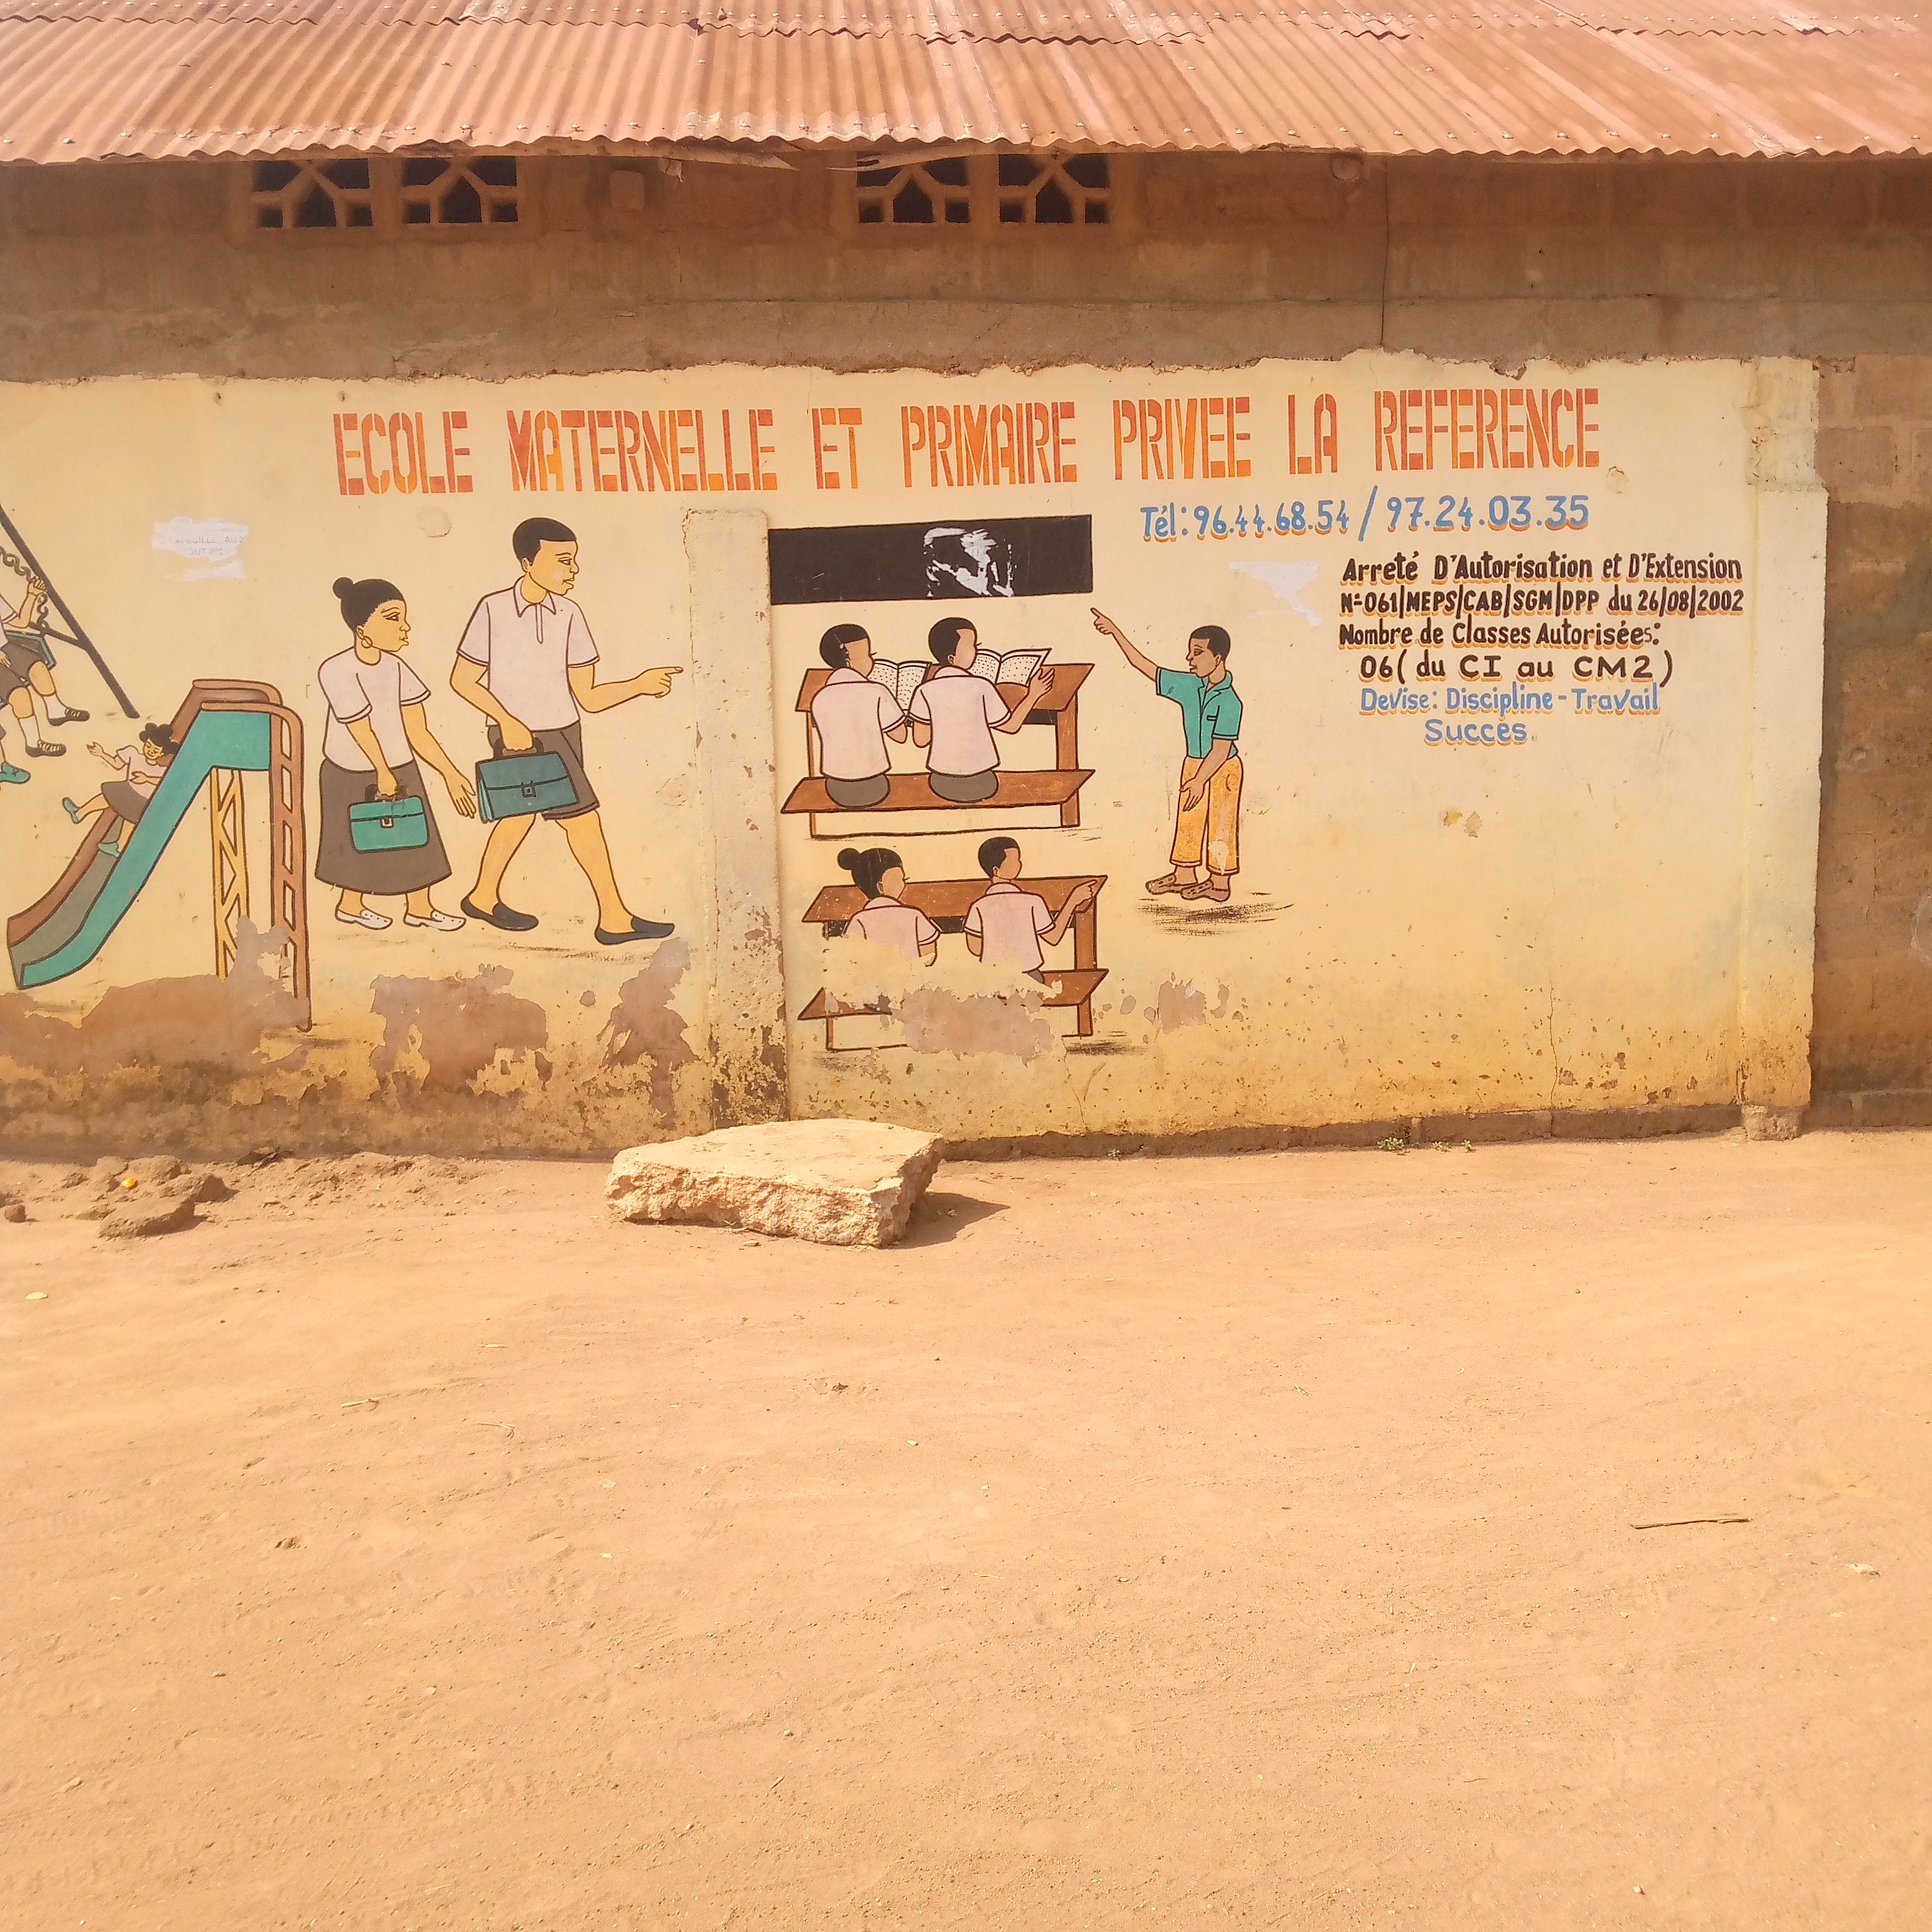 ECOLE MATERNELLE ET PRIMAIRE PRIVEE LA REFERENCE
Tél: 96.44.68.54 / 97.24.03.35
Arreté D'Autorisation et D'Extension
N°061/MEPS/CAB/SGM/DPP du 26/08/2002
Nombre de Classes Autorisées:
06 ( du CI au CM2 )
Devise: Discipline - Travail
Succès